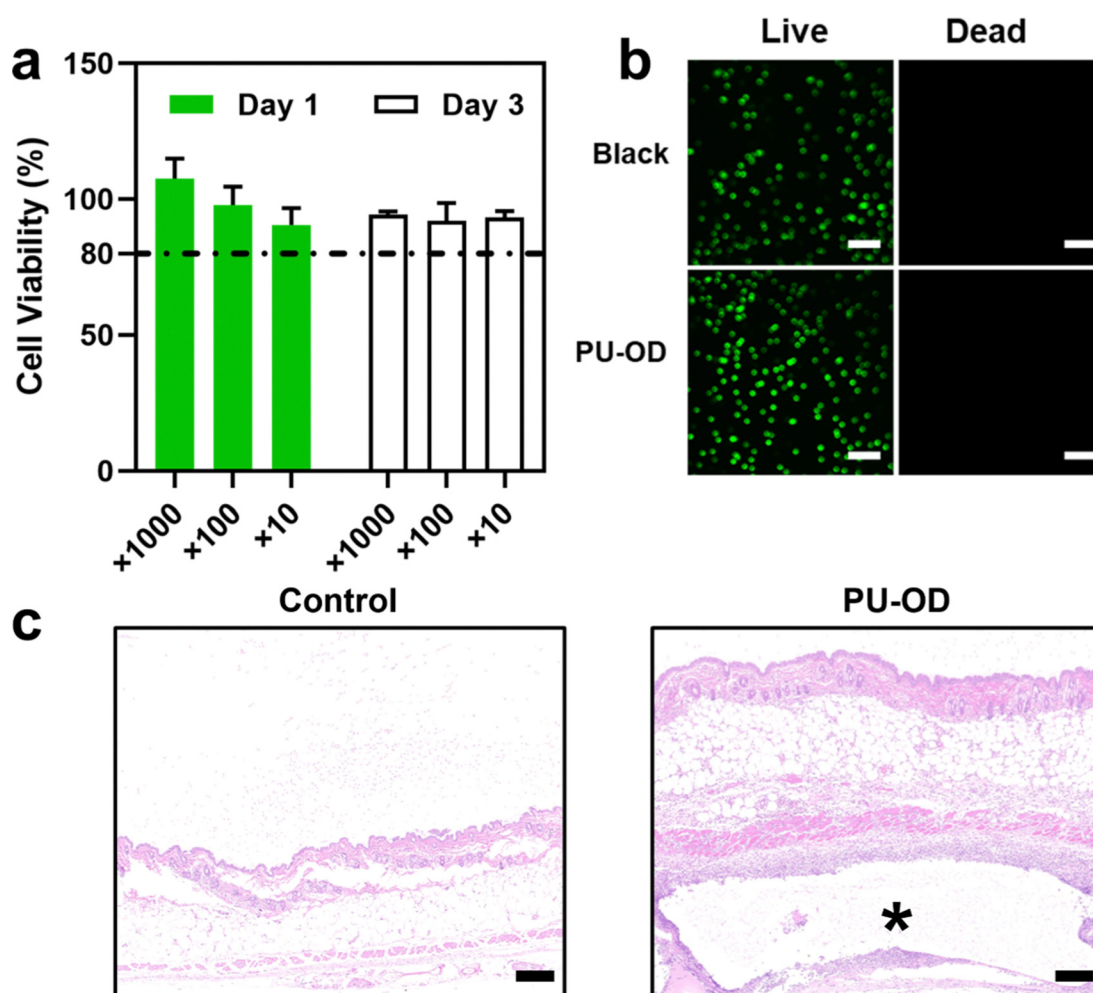 a
150
100
80
50
0
Cell Viability (%)
Day 1
Day 3
+1000
+100
×10
+1000
+100
×10
b
Live
Dead
Black
PU-OD
c
Control
PU-OD
*